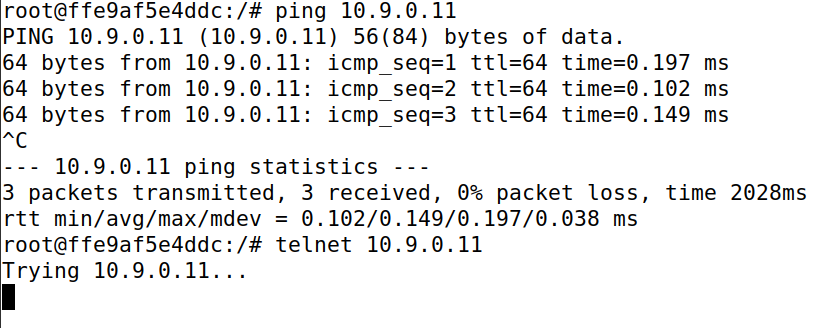 root@ffe9af5e4ddc:/# ping 10.9.0.11
PING 10.9.0.11 (10.9.0.11) 56(84) bytes of data.
64 bytes from 10.9.0.11: icmp_seq=1 ttl=64 time=0.197 ms
64 bytes from 10.9.0.11: icmp_seq=2 ttl=64 time=0.102 ms
64 bytes from 10.9.0.11: icmp_seq=3 ttl=64 time=0.149 ms
^C
--- 10.9.0.11 ping statistics ---
3 packets transmitted, 3 received, 0% packet loss, time 2028ms
rtt min/avg/max/mdev = 0.102/0.149/0.197/0.038 ms
root@ffe9af5e4ddc:/# telnet 10.9.0.11
Trying 10.9.0.11...